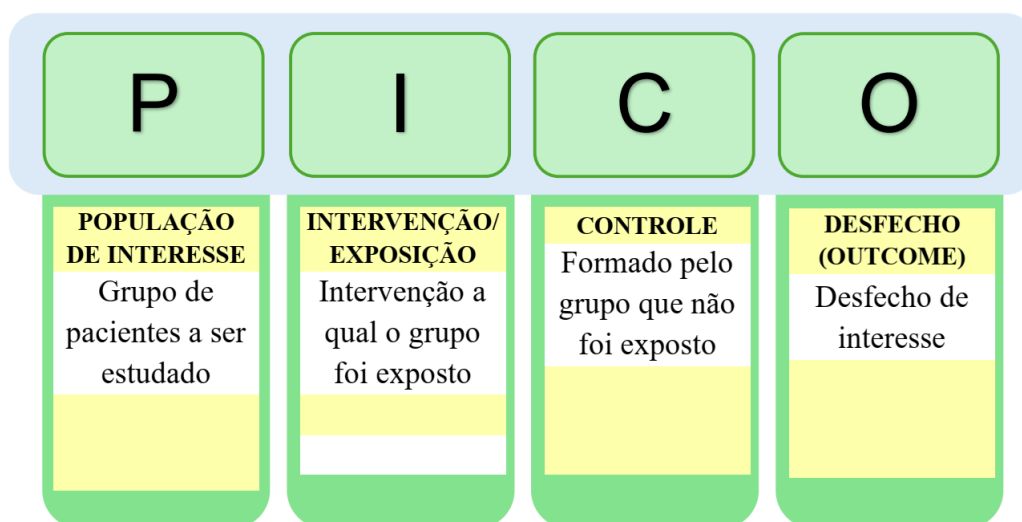 P
I
C
O
POPULAÇÃO
DE INTERESSE
Grupo de
pacientes a ser
estudado
INTERVENÇÃO/
EXPOSIÇÃO
Intervenção a
qual o grupo
foi exposto
CONTROLE
Formado pelo
grupo que não
foi exposto
DESFECHO
(OUTCOME)
Desfecho de
interesse